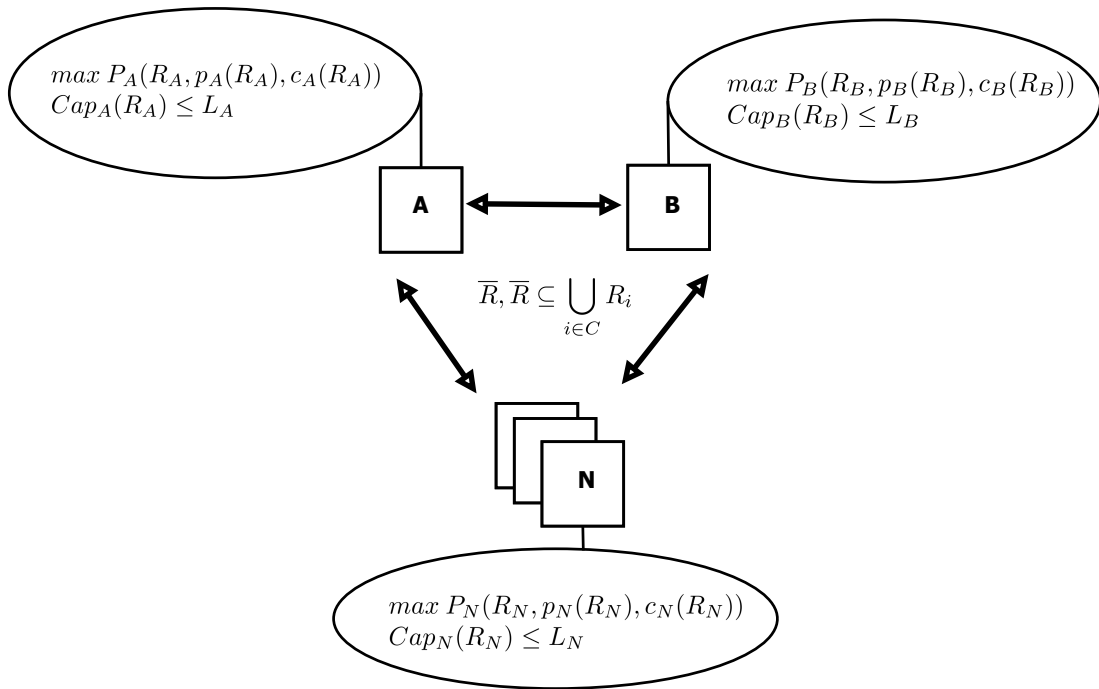 max P_A(R_A, p_A(R_A), c_A(R_A))
Cap_A(R_A) ≤ L_A
max P_B(R_B, p_B(R_B), c_B(R_B))
Cap_B(R_B) ≤ L_B
A
B
R̅, R̅ ⊆ ⋃_{i∈C} R_i
N
max P_N(R_N, p_N(R_N), c_N(R_N))
Cap_N(R_N) ≤ L_N